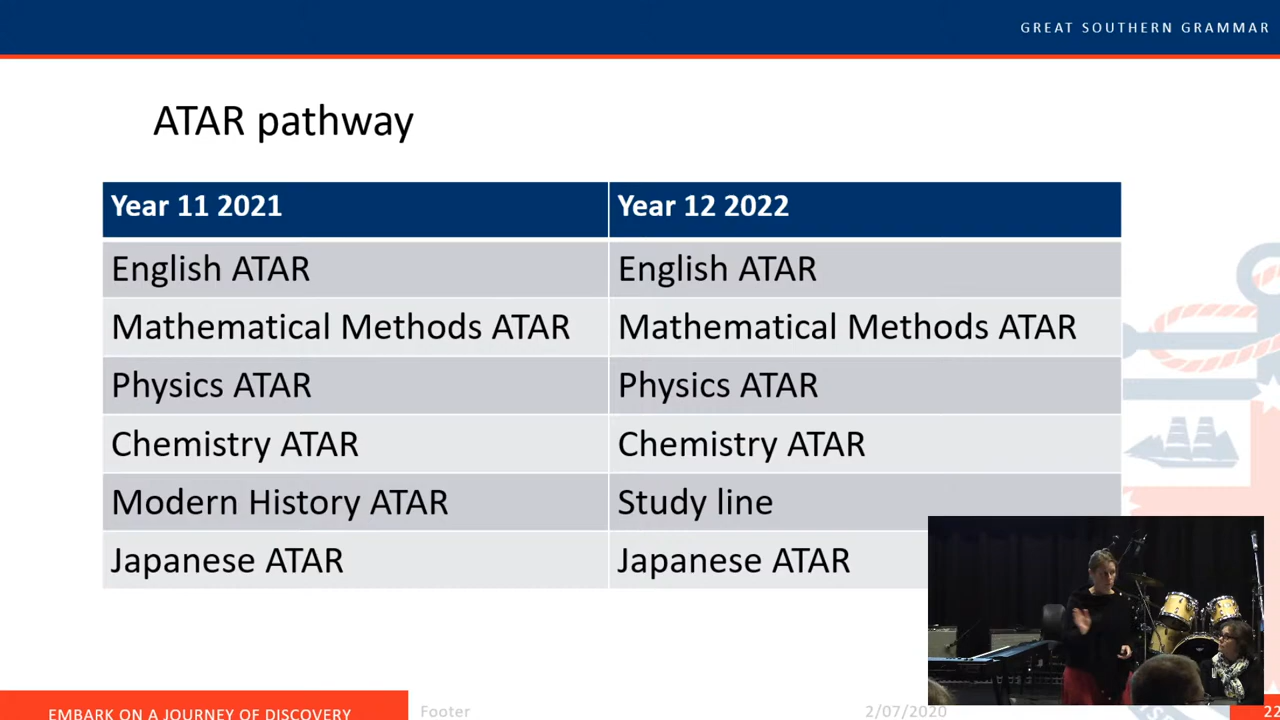 GREAT SOUTHERN GRAMMAR
ATAR pathway
Year 11 2021
Year 12 2022
English ATAR
English ATAR
Mathematical Methods ATAR
Mathematical Methods ATAR
Physics ATAR
Physics ATAR
Chemistry ATAR
Chemistry ATAR
Modern History ATAR
Study line
Japanese ATAR
Japanese ATAR
EMBARK ON A JOURNEY OF DISCOVERY
Footer
2/07/2020
22